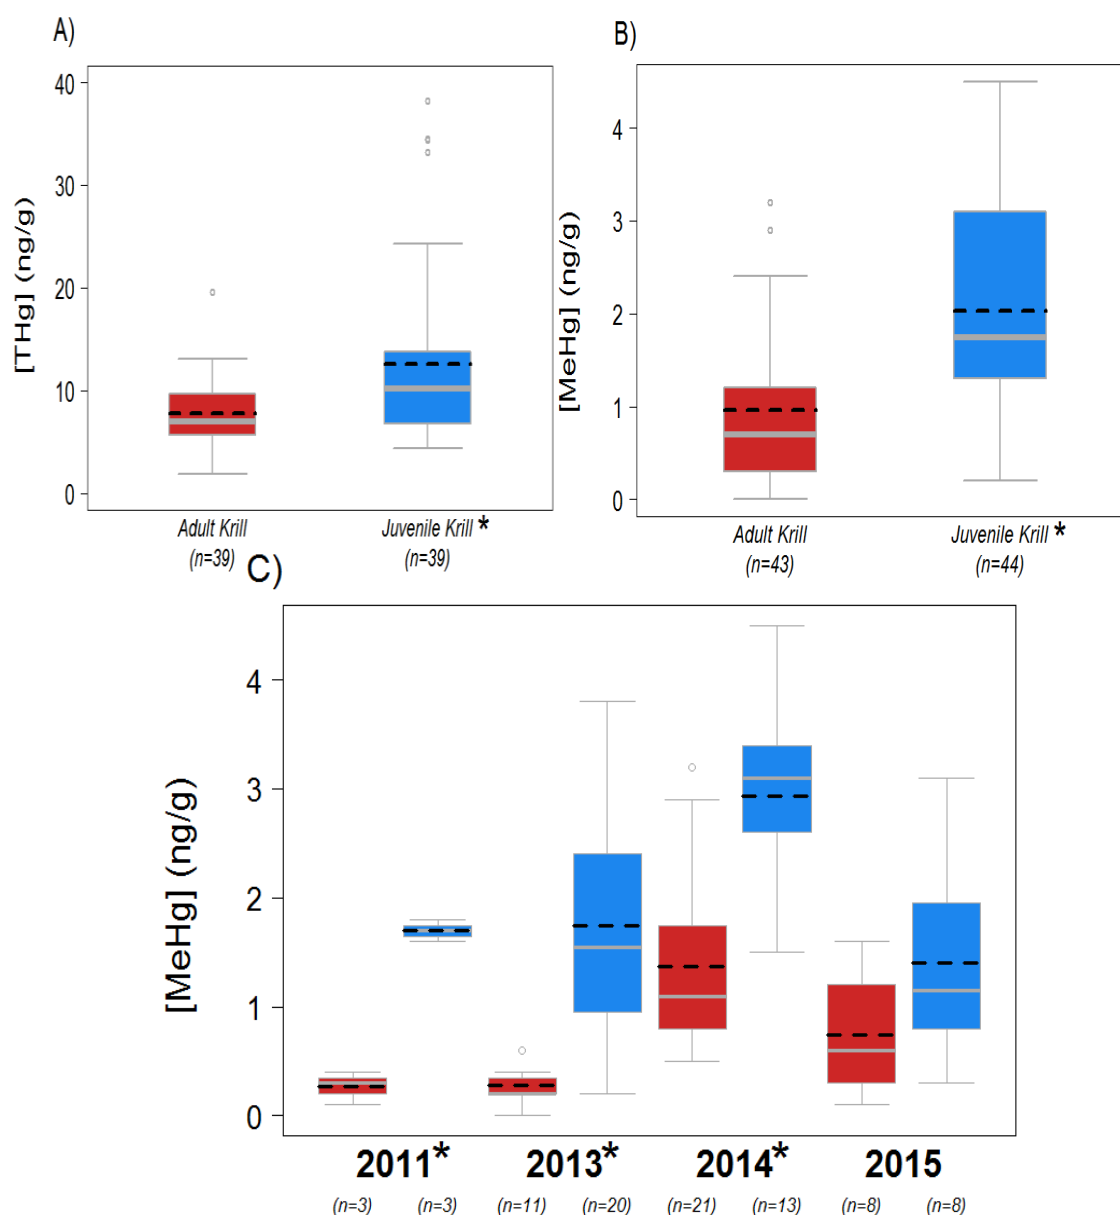 A)
[THg] (ng/g)
40
30
20
10
0
Adult Krill
(n=39)
Juvenile Krill *
(n=39)
B)
[MeHg] (ng/g)
4
3
2
1
0
Adult Krill
(n=43)
Juvenile Krill *
(n=44)
C)
[MeHg] (ng/g)
4
3
2
1
0
2011* 2013* 2014* 2015
(n=3) (n=3) (n=11) (n=20) (n=21) (n=13) (n=8) (n=8)